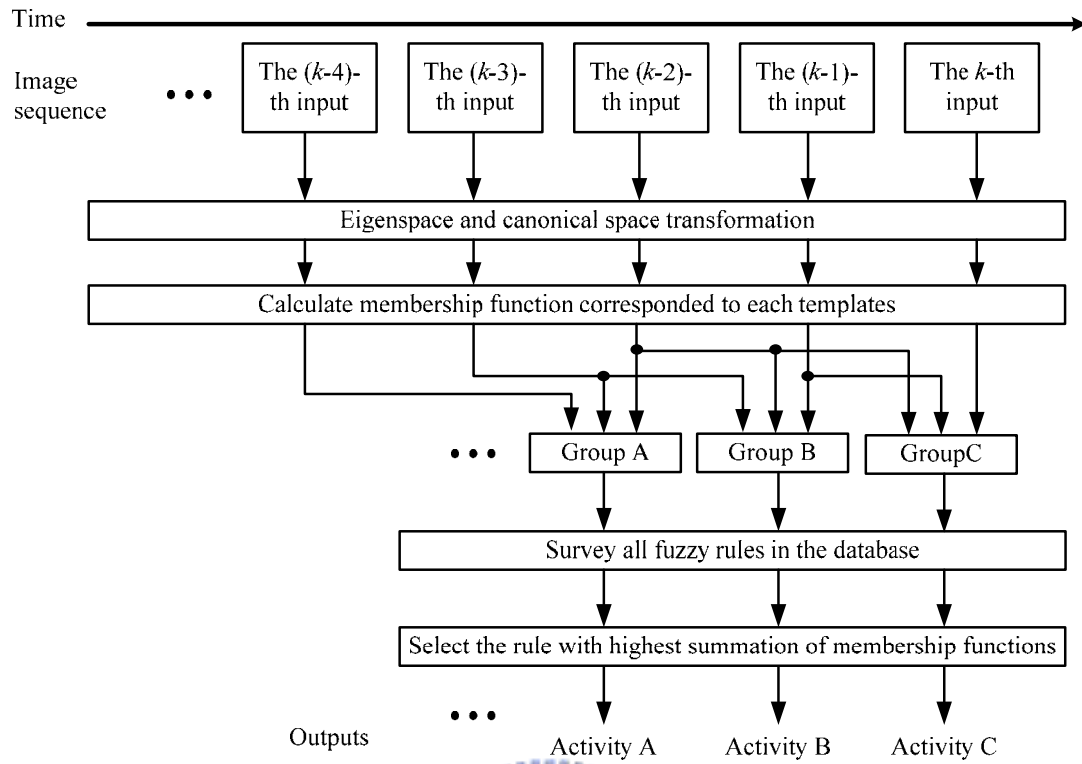 Time
Image
sequence
The (k-4)-
th input
The (k-3)-
th input
The (k-2)-
th input
The (k-1)-
th input
The k-th
input
Eigenspace and canonical space transformation
Calculate membership function corresponded to each templates
Group A
Group B
GroupC
Survey all fuzzy rules in the database
Select the rule with highest summation of membership functions
Outputs
Activity A
Activity B
Activity C